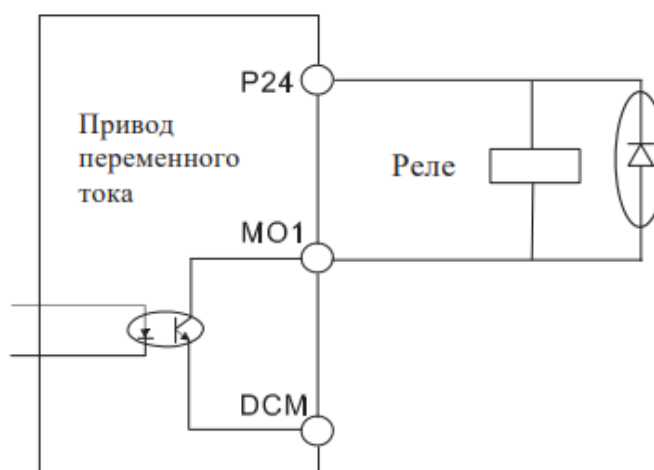 P24
Привод
переменного
тока
Реле
MO1
DCM